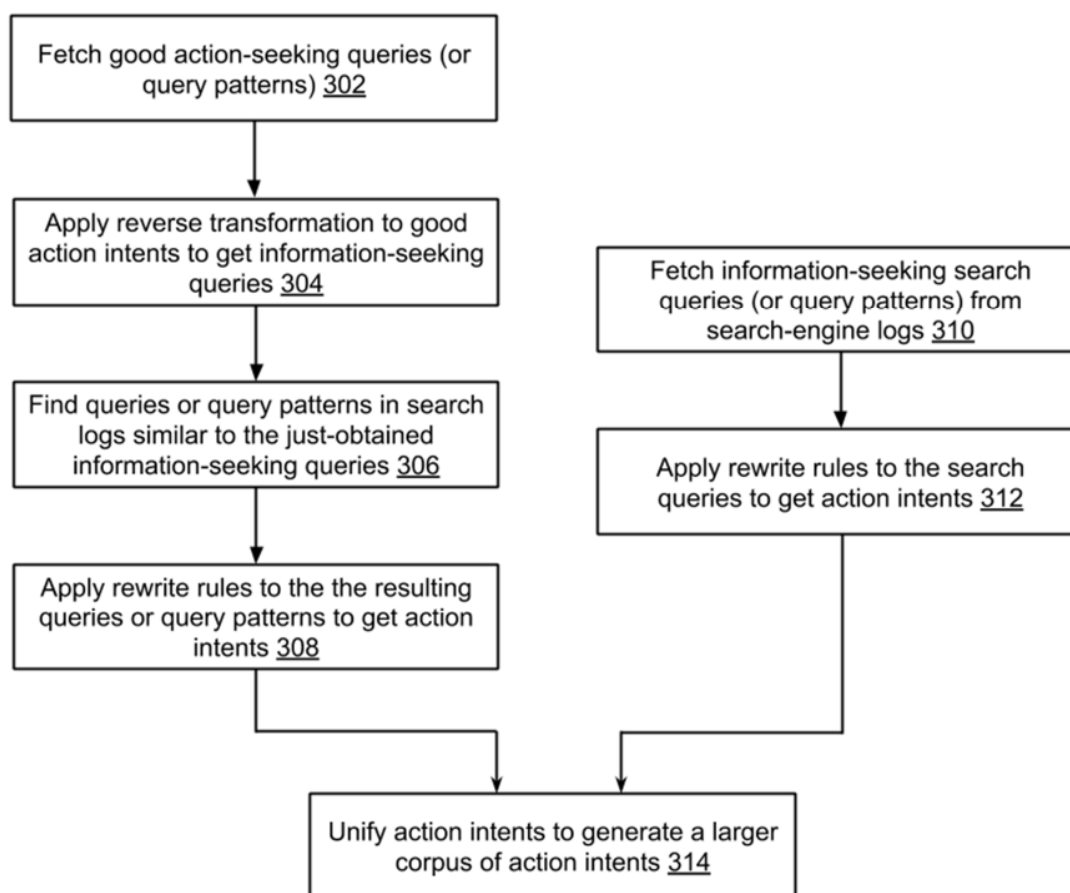 Fetch good action-seeking queries (or
query patterns) 302
Apply reverse transformation to good
action intents to get information-seeking
queries 304
Find queries or query patterns in search
logs similar to the just-obtained
information-seeking queries 306
Apply rewrite rules to the the resulting
queries or query patterns to get action
intents 308
Fetch information-seeking search
queries (or query patterns) from
search-engine logs 310
Apply rewrite rules to the search
queries to get action intents 312
Unify action intents to generate a larger
corpus of action intents 314